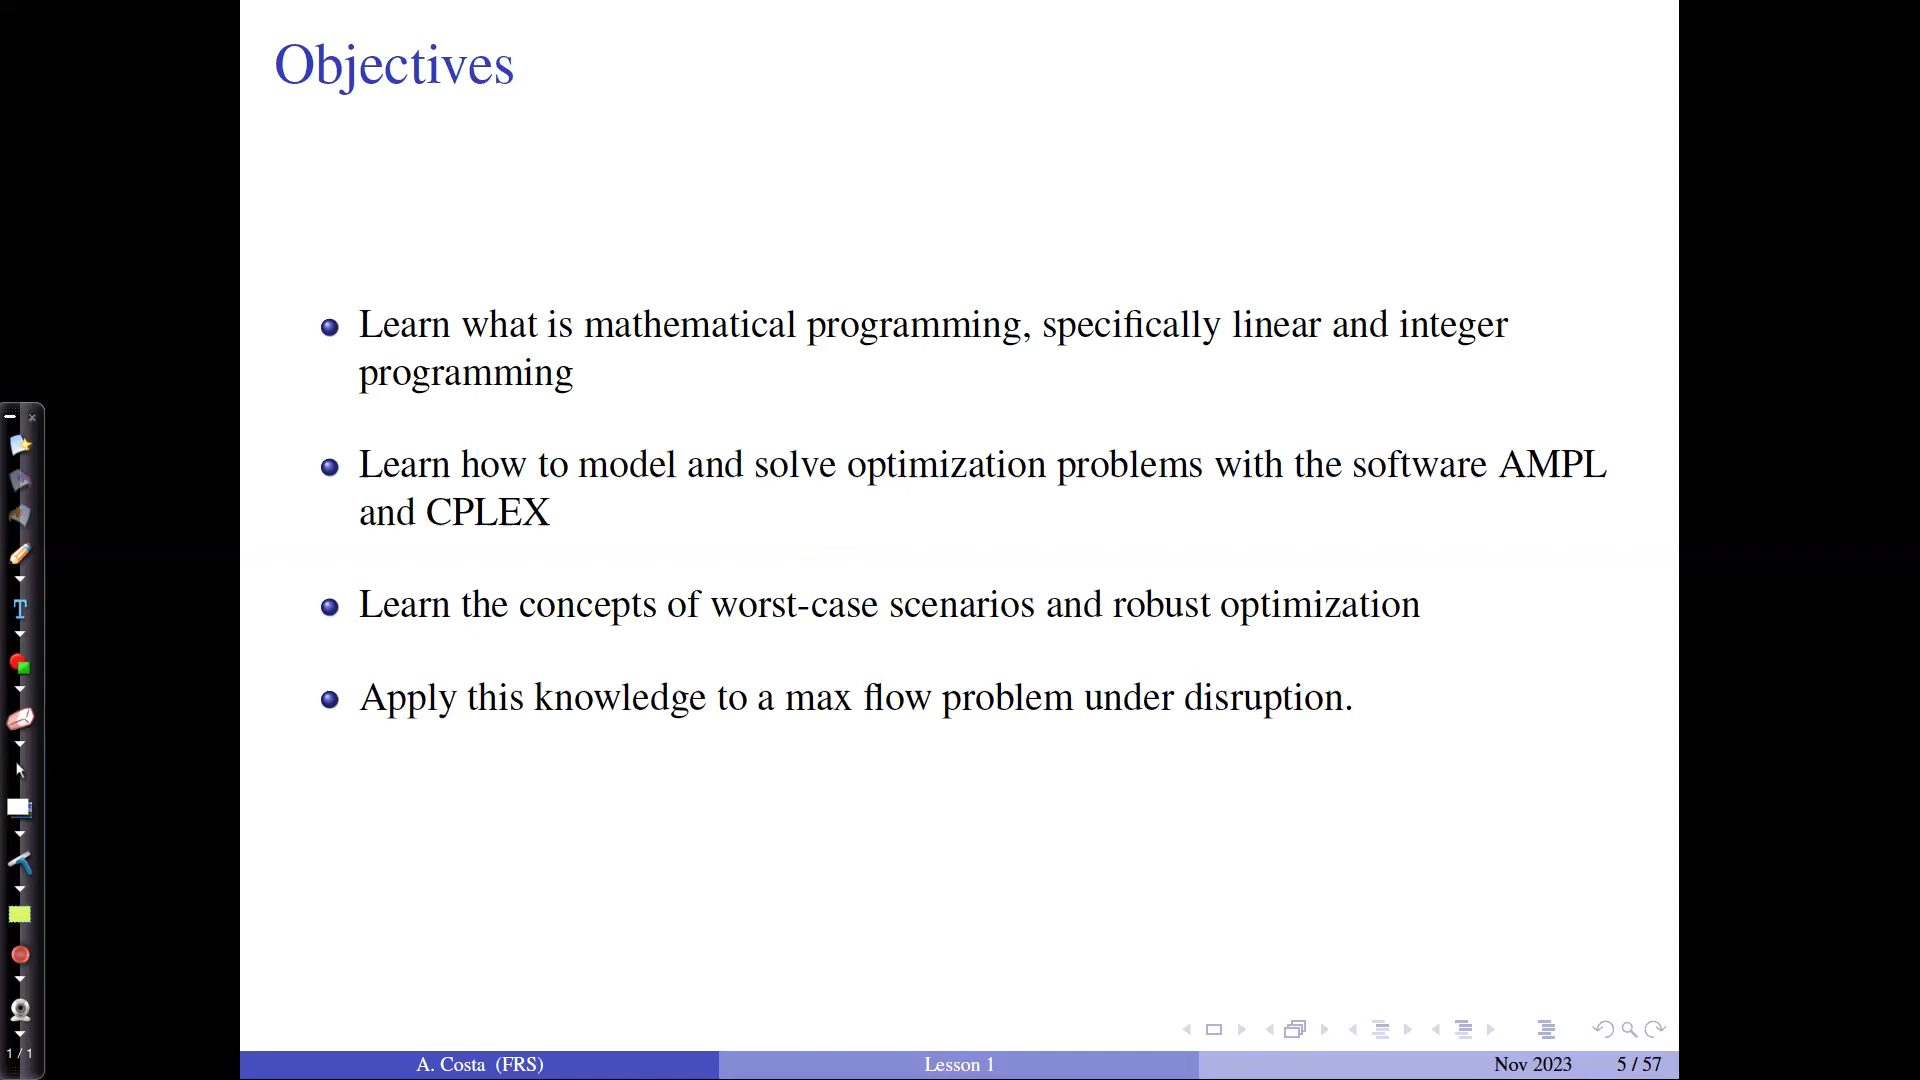 Objectives
Learn what is mathematical programming, specifically linear and integer
programming
Learn how to model and solve optimization problems with the software AMPL
and CPLEX
Learn the concepts of worst-case scenarios and robust optimization
Apply this knowledge to a max flow problem under disruption.
1 / 1
A. Costa (FRS) Lesson 1 Nov 2023 5 / 57